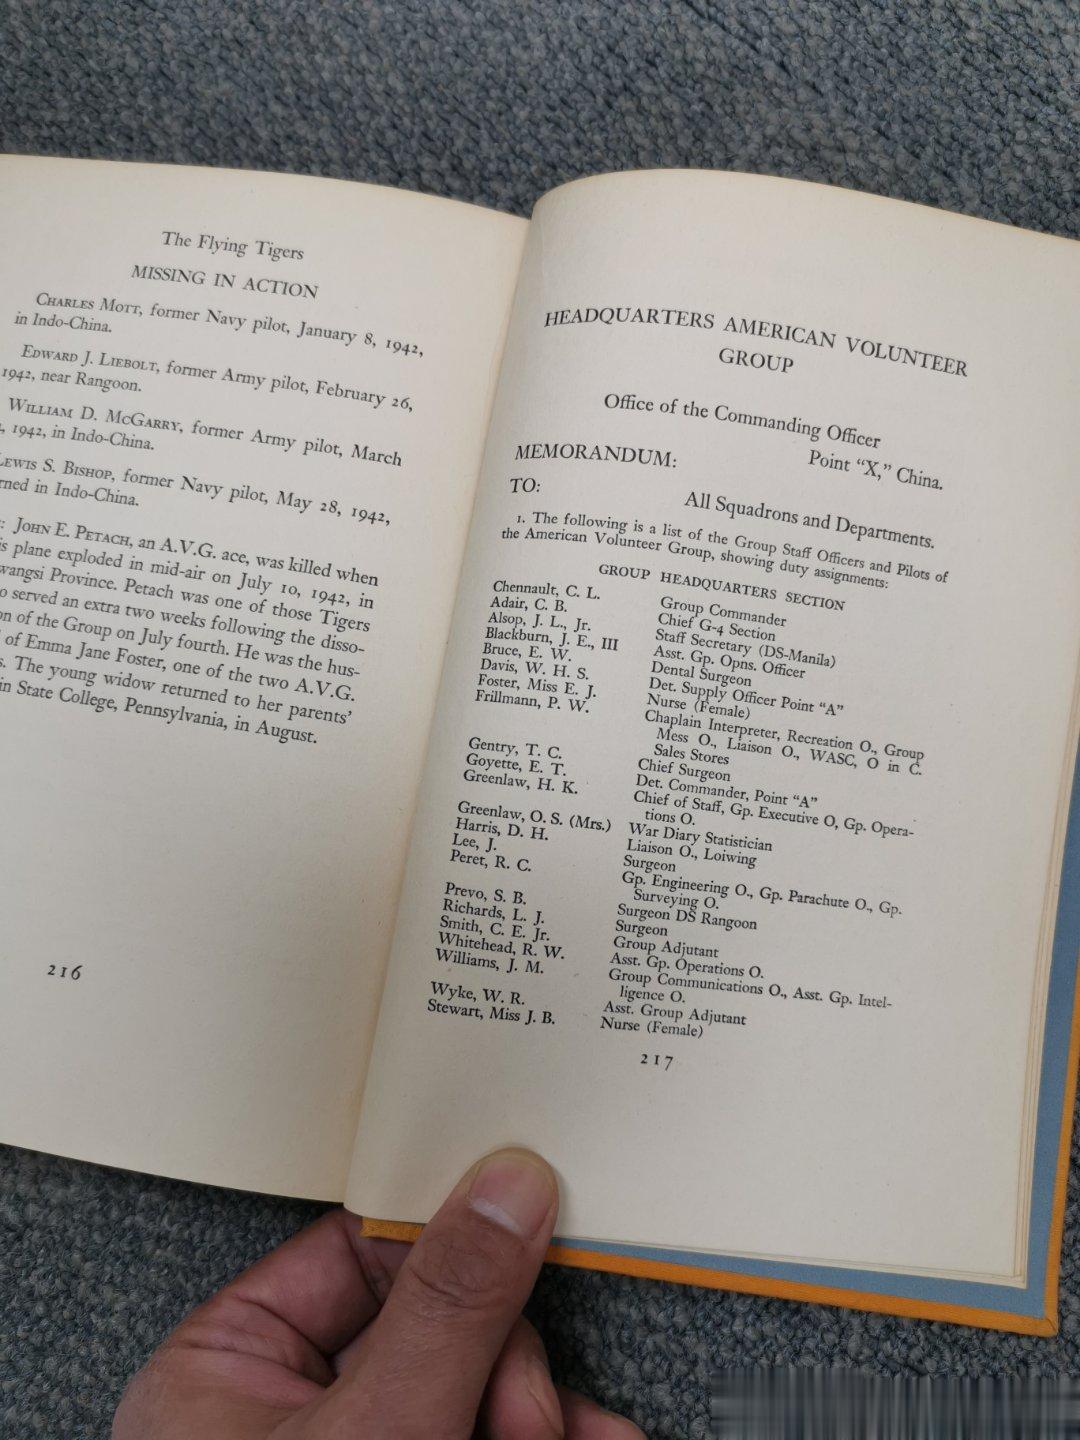 The Flying Tigers
MISSING IN ACTION
CHARLES MOTT, former Navy pilot, January 8, 1942,
in Indo-China.
EDWARD J. LIEBOLT, former Army pilot, February 26,
1942, near Rangoon.
WILLIAM D. MCGARRY, former Army pilot, March
1942, in Indo-China.
LEWIS S. BISHOP, former Navy pilot, May 28, 1942,
in Indo-China.
: JOHN E. PETACH, an A.V.G. ace, was killed when
plane exploded in mid-air on July 10, 1942, in
Province. Petach was one of those Tigers
served an extra two weeks following the disso-
of the Group on July fourth. He was the hus-
of Emma Jane Foster, one of the two A.V.G.
The young widow returned to her parents'
in State College, Pennsylvania, in August.
216
HEADQUARTERS AMERICAN VOLUNTEER
GROUP
Office of the Commanding Officer
Point "X," China.
MEMORANDUM:
TO:
All Squadrons and Departments.
1. The following is a list of the Group Staff Officers and Pilots of
the American Volunteer Group, showing duty assignments:
GROUP HEADQUARTERS SECTION
Chennault, C. L. Group Commander
Adair, C. B. Chief G-4 Section
Alsop, J. L., Jr. Staff Secretary (DS-Manila)
Blackburn, J. E., III Asst. Gp. Opns. Officer
Bruce, E. W. Dental Surgeon
Davis, W. H. S. Det. Supply Officer Point "A"
Foster, Miss E. J. Nurse (Female)
Frillmann, P. W. Chaplain Interpreter, Recreation O., Group
Mess O., Liaison O., WASC, O in C.
Sales Stores
Gentry, T. C. Chief Surgeon
Goyette, E. T. Det. Commander, Point "A"
Greenlaw, H. K. Chief of Staff, Gp. Executive O, Gp. Opera-
tions O.
Greenlaw, O. S. (Mrs.) War Diary Statistician
Harris, D. H. Liaison O., Loiwing
Lee, J. Surgeon
Peret, R. C. Gp. Engineering O., Gp. Parachute O., Gp.
Surveying O.
Prevo, S. B. Surgeon DS Rangoon
Richards, L. J. Surgeon
Smith, C. E. Jr. Group Adjutant
Whitehead, R. W. Asst. Gp. Operations O.
Williams, J. M. Group Communications O., Asst. Gp. Intel-
ligence O.
Wyke, W. R. Asst. Group Adjutant
Stewart, Miss J. B. Nurse (Female)
217